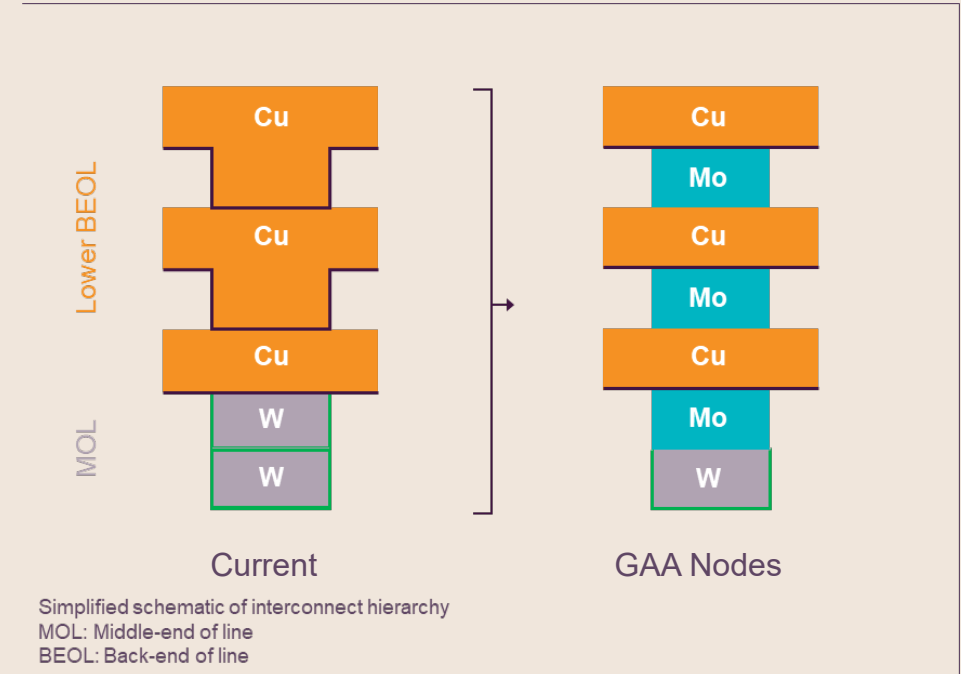 Cu
Cu
Mo
Lower BEOL
Cu
Cu
Mo
Cu
Cu
MOL
W
Mo
W
W
Current
GAA Nodes
Simplified schematic of interconnect hierarchy
MOL: Middle-end of line
BEOL: Back-end of line